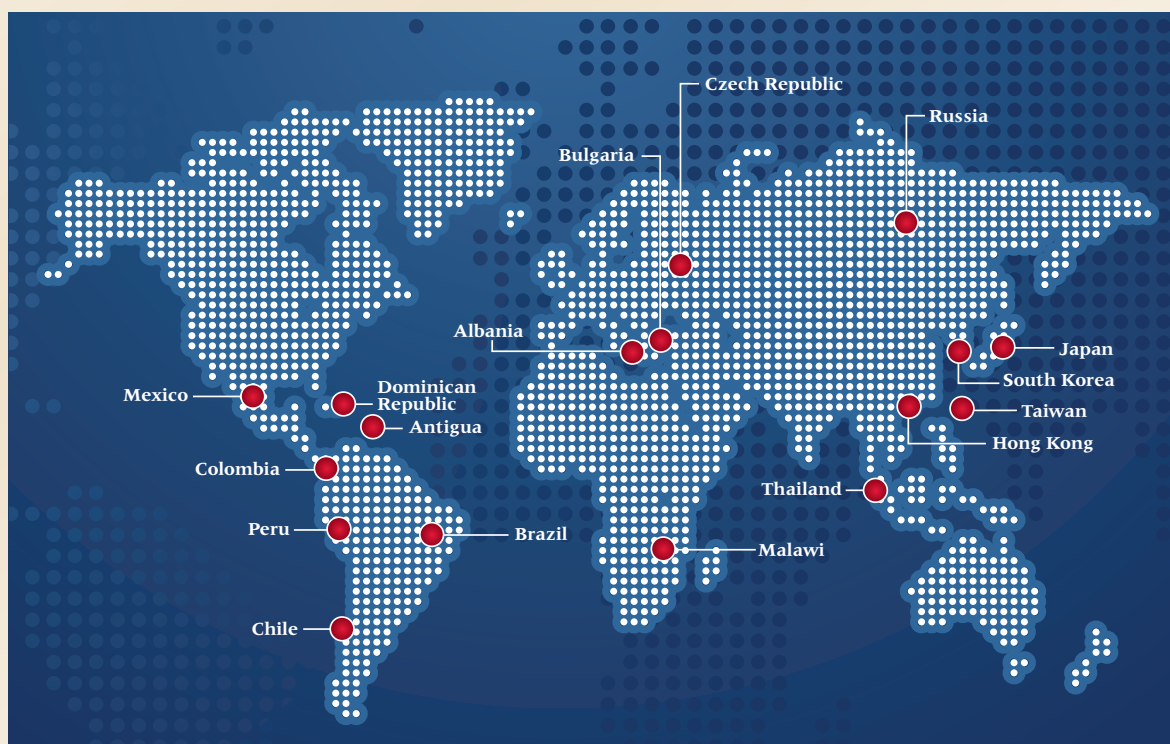 Czech Republic
Russia
Bulgaria
Albania
Japan
South Korea
Mexico
Dominican
Republic
Taiwan
Antigua
Hong Kong
Colombia
Thailand
Peru
Brazil
Malawi
Chile